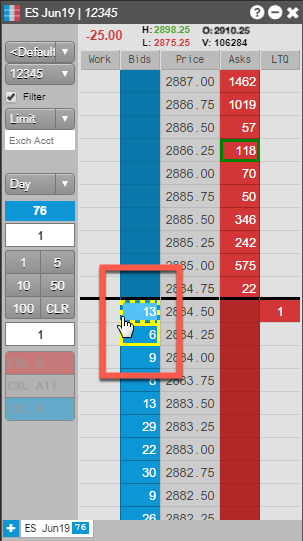 ES Jun19 | 12345
-25.00 H: 2898.25 O: 2910.25
L: 2875.25 V: 106284
<Default
12345
Filter
Limit
Exch Acct
Day
76
1
1 5
10 50
100 CLR
1
CXL All
Work Bids Price Asks LTQ
2887.00 1462
2886.75 1019
2886.50 57
2886.25 118
2886.00 70
2885.75 50
2885.50 346
2885.25 242
2885.00 575
2884.75 22
13 2884.50 1
6 2884.25
9 2884.00
2883.75
13 2883.50
29 2883.25
22 2883.00
30 2882.75
9 2882.50
26 2882.25
ES Jun19 76